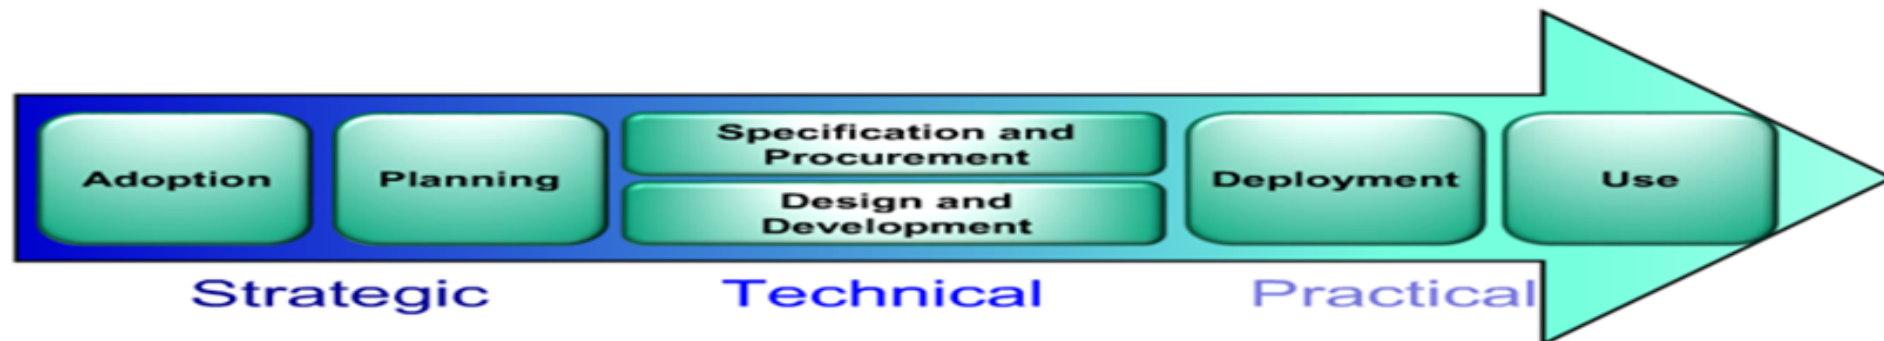 Adoption
Planning
Specification and
Procurement
Design and
Development
Deployment
Use
Strategic
Technical
Practical